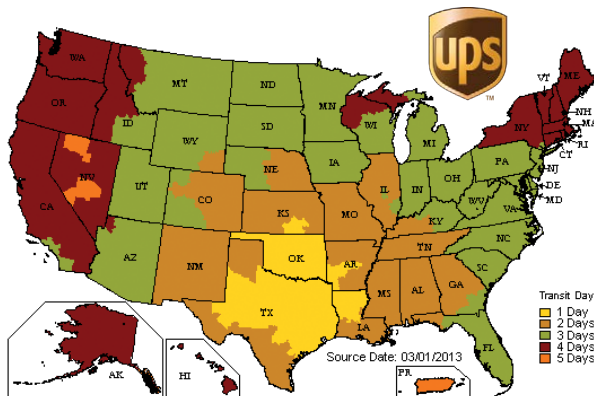 ups
TM
WA
MT
ND
MN
VT
ME
OR
ID
SD
WI
MI
NY
NH
MA
RI
CT
WY
IA
PA
NJ
NV
UT
CO
NE
IL
IN
OH
WV
VA
DE
MD
CA
KS
MO
KY
NC
AZ
NM
OK
AR
TN
SC
TX
LA
MS
AL
GA
FL
AK
HI
PR
Source Date: 03/01/2013
Transit Day
1 Day
2 Days
3 Days
4 Days
5 Days